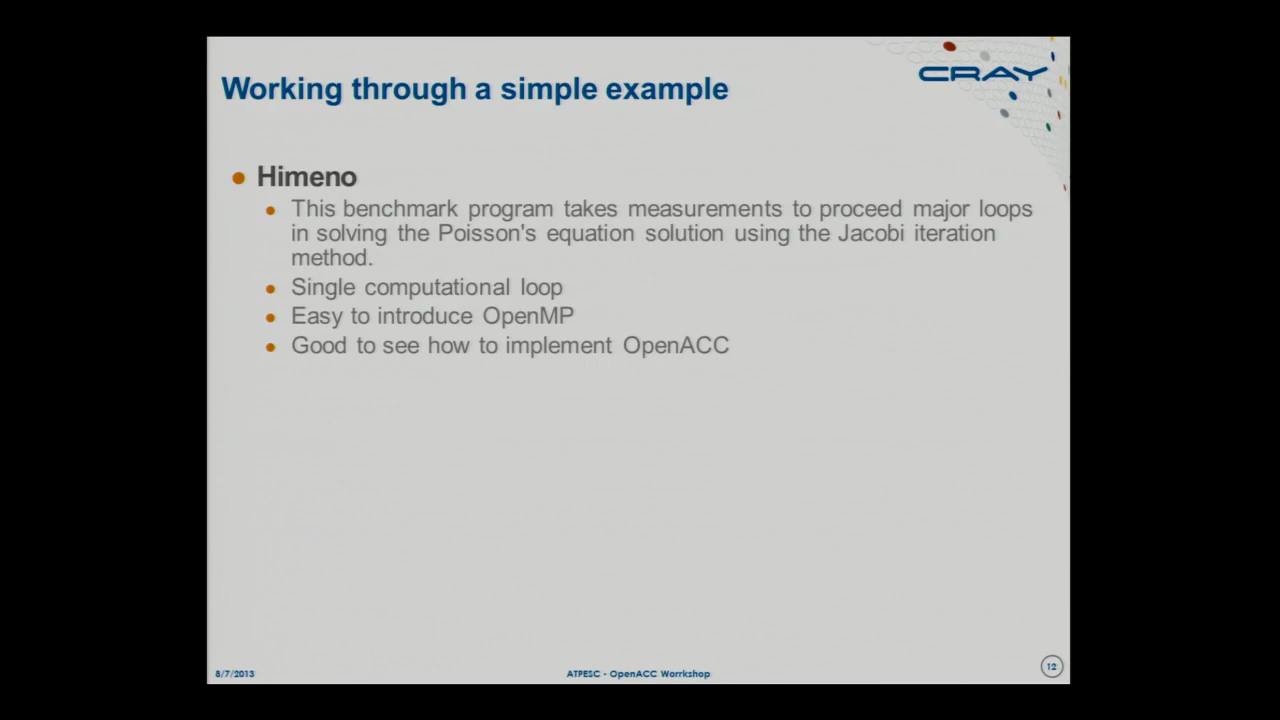 CRAY
Working through a simple example
Himeno
This benchmark program takes measurements to proceed major loops
in solving the Poisson's equation solution using the Jacobi iteration
method.
Single computational loop
Easy to introduce OpenMP
Good to see how to implement OpenACC
8/7/2013
ATPESC - OpenACC Worrkshop
12